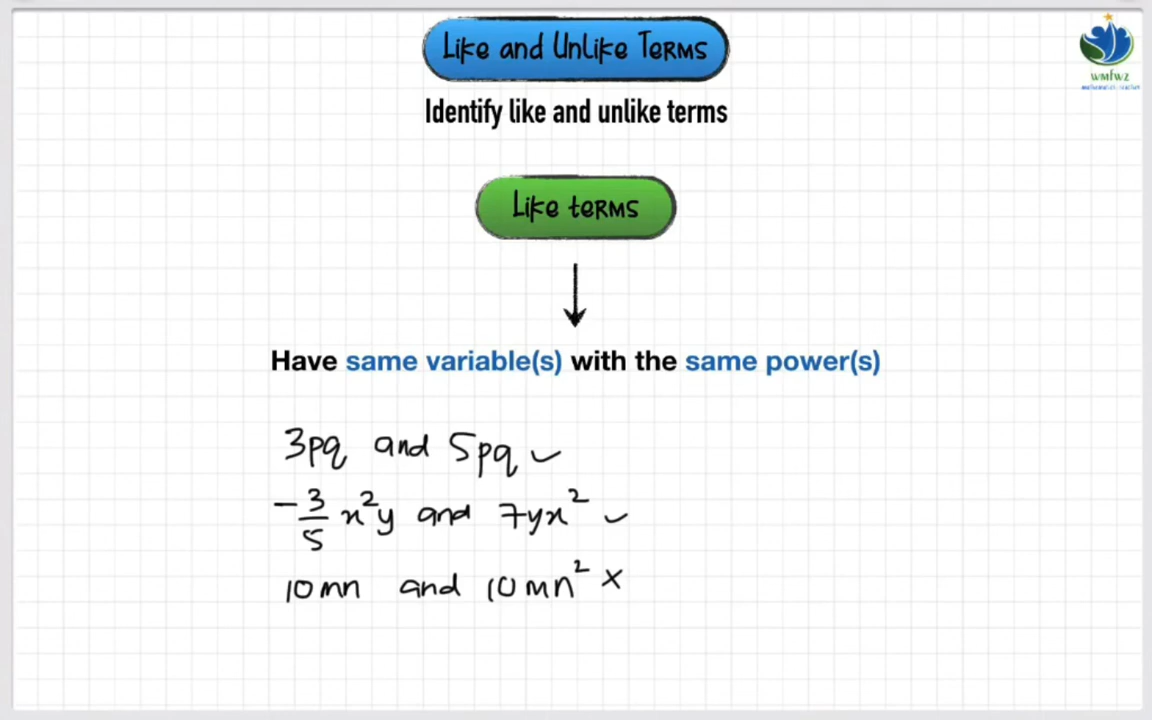 Like and Unlike Terms
WMFWZ
Identify like and unlike terms
Like terms
Have same variable(s) with the same power(s)
3pq and 5pq ✓
-3/5 x²y and 7yx² ✓
10mn and 10mn² ×